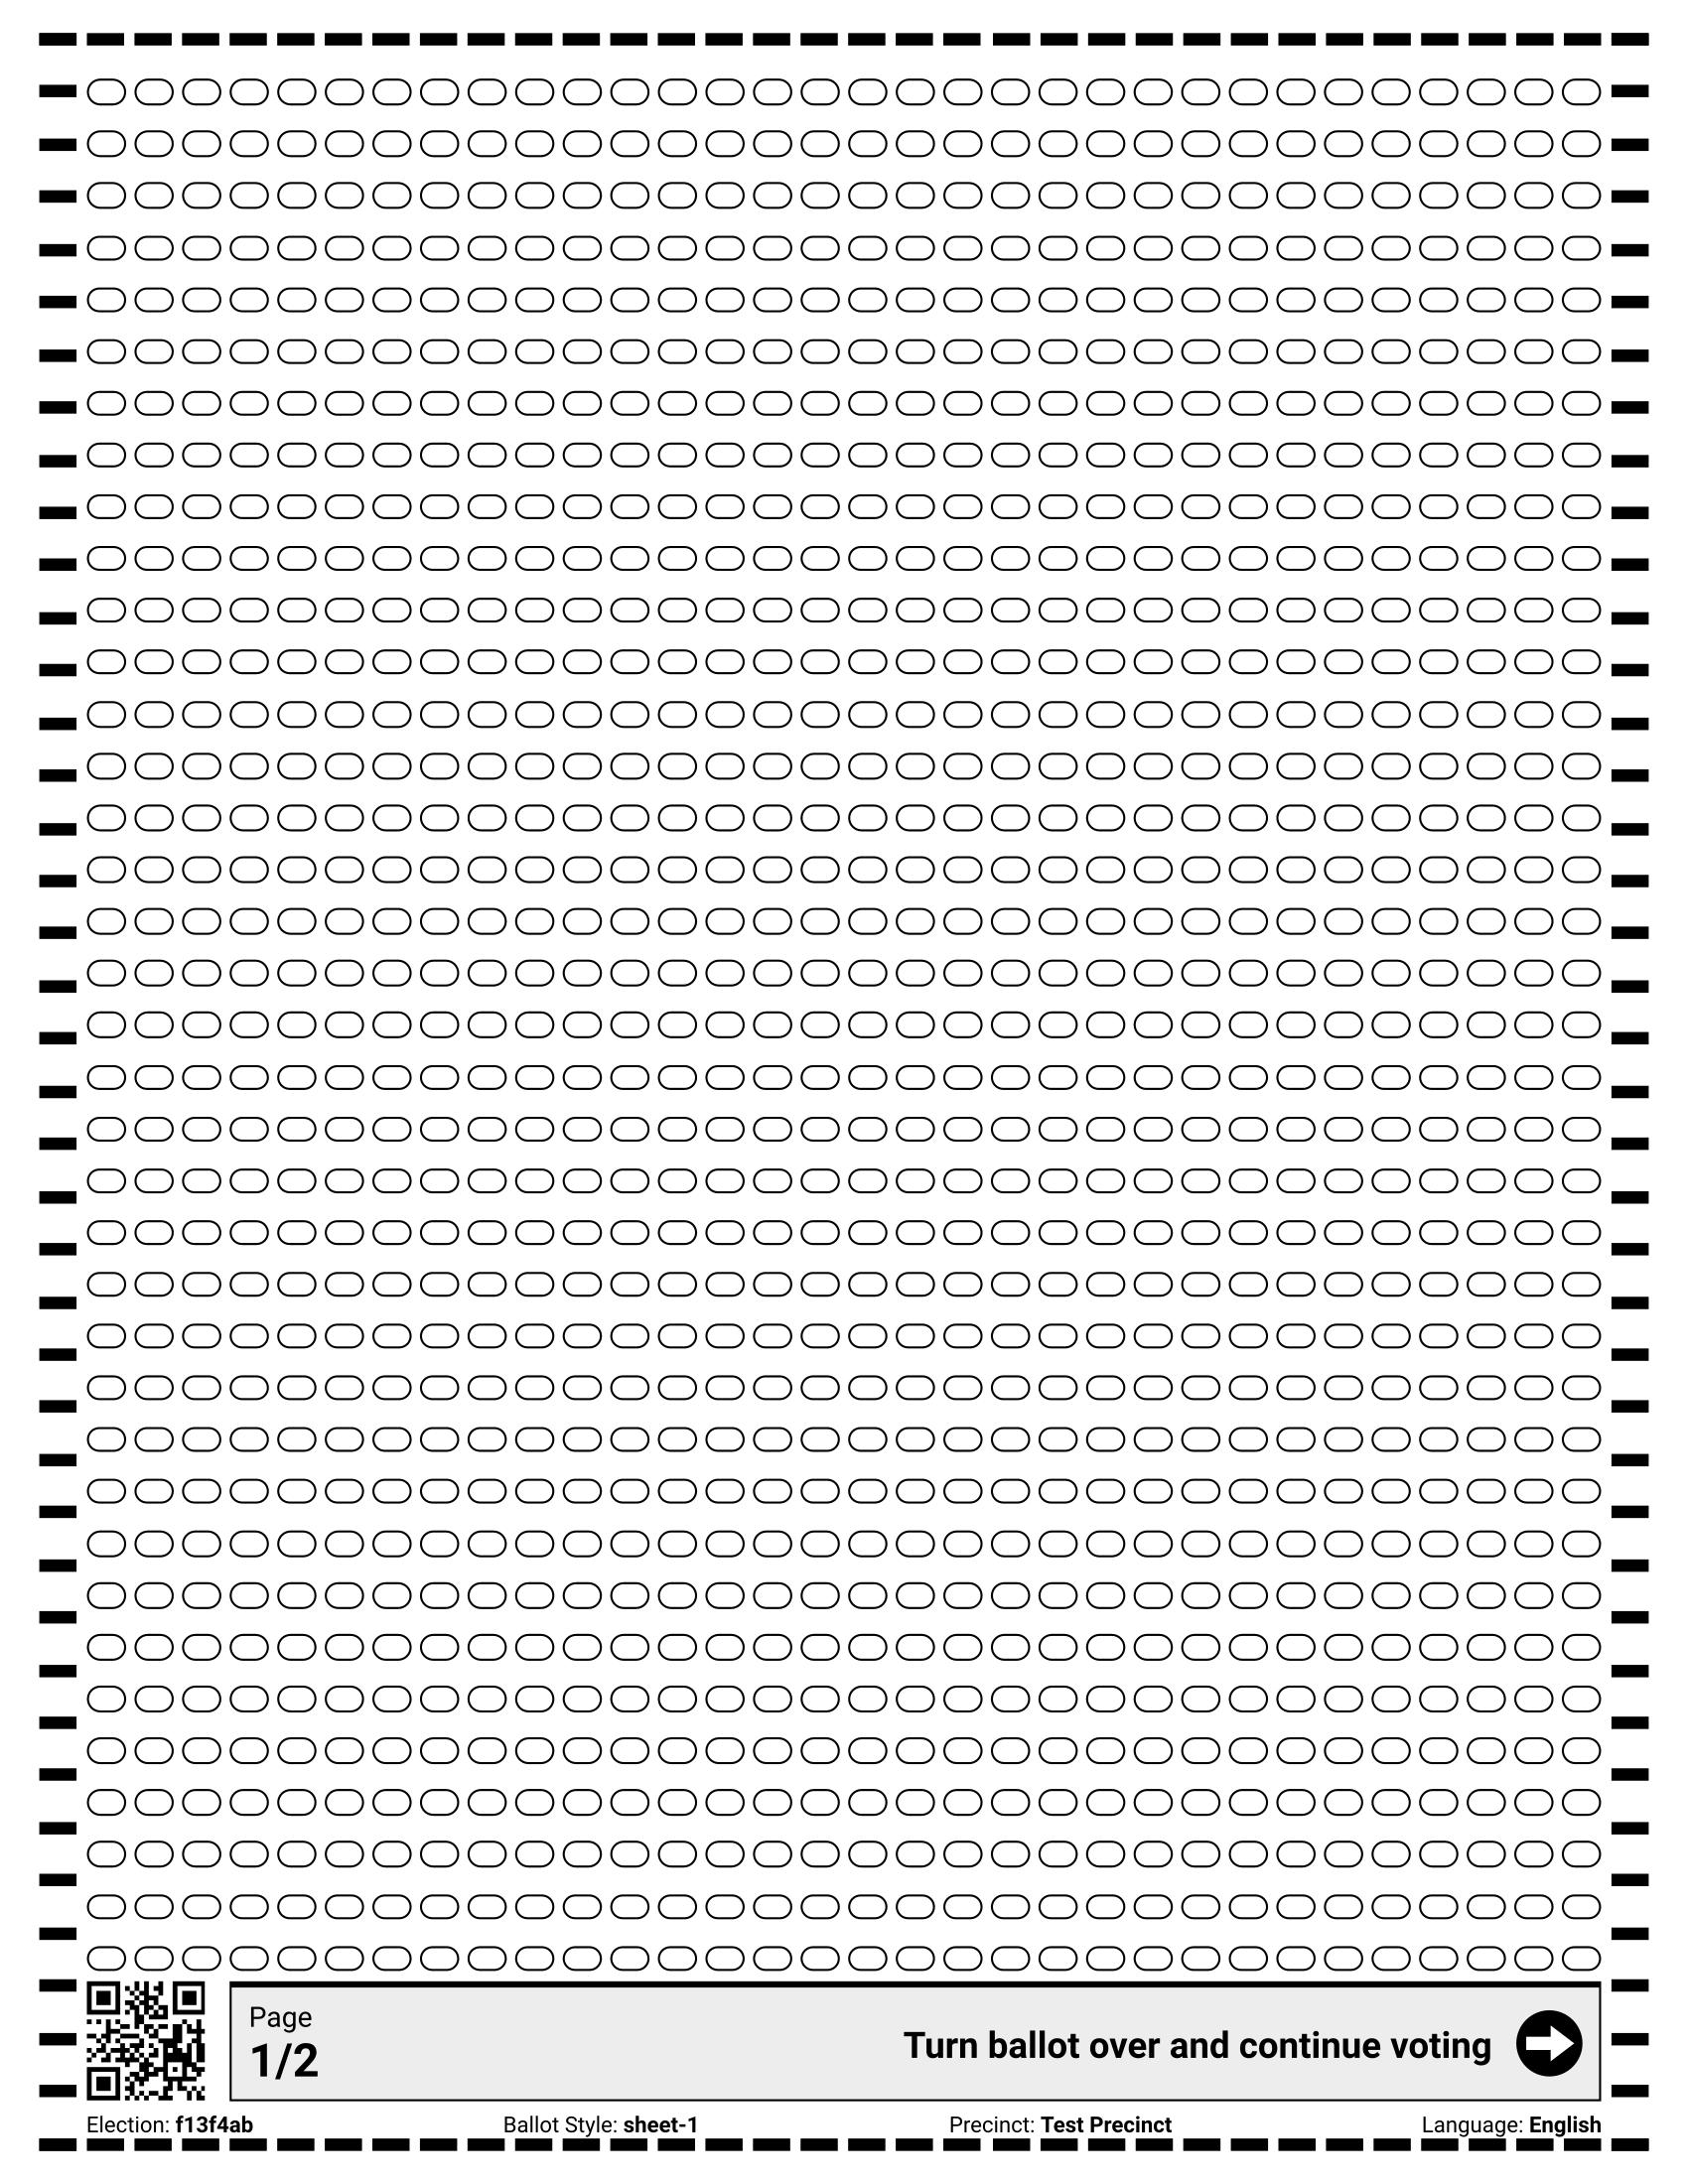 Page
1/2
Turn ballot over and continue voting
Election: f13f4ab Ballot Style: sheet-1 Precinct: Test Precinct Language: English